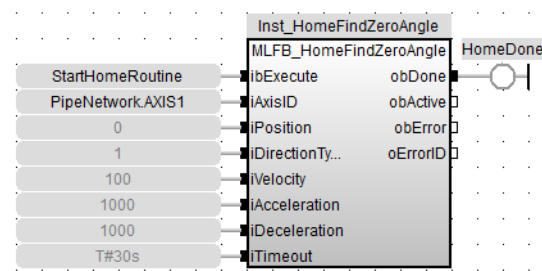 Inst_HomeFindZeroAngle
MLFB_HomeFindZeroAngle HomeDone
StartHomeRoutine ibExecute obDone
PipeNetwork.AXIS1 iAxisID obActive
0 iPosition obError
1 iDirectionTy... oErrorID
100 iVelocity
1000 iAcceleration
1000 iDeceleration
T#30s iTimeout